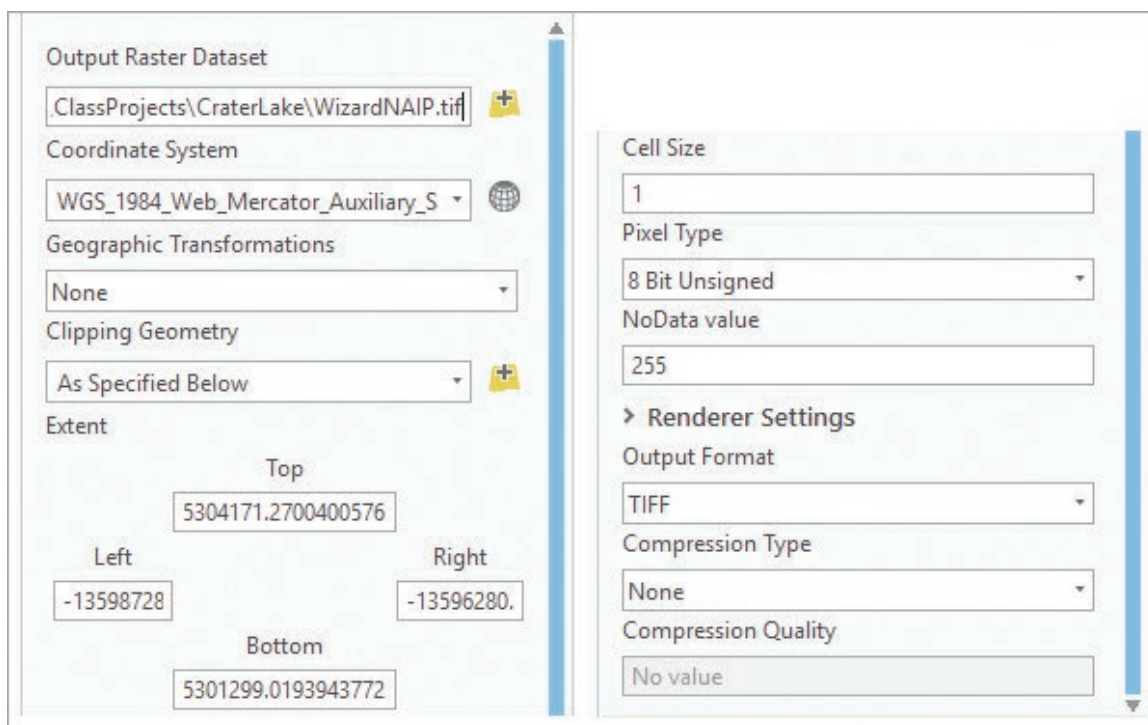 Output Raster Dataset
ClassProjects\CraterLake\WizardNAIP.tif
Coordinate System
WGS_1984_Web_Mercator_Auxiliary_S
Geographic Transformations
None
Clipping Geometry
As Specified Below
Extent
Top
5304171.2700400576
Left Right
-13598728 -13596280.
Bottom
5301299.0193943772
Cell Size
1
Pixel Type
8 Bit Unsigned
NoData value
255
Renderer Settings
Output Format
TIFF
Compression Type
None
Compression Quality
No value